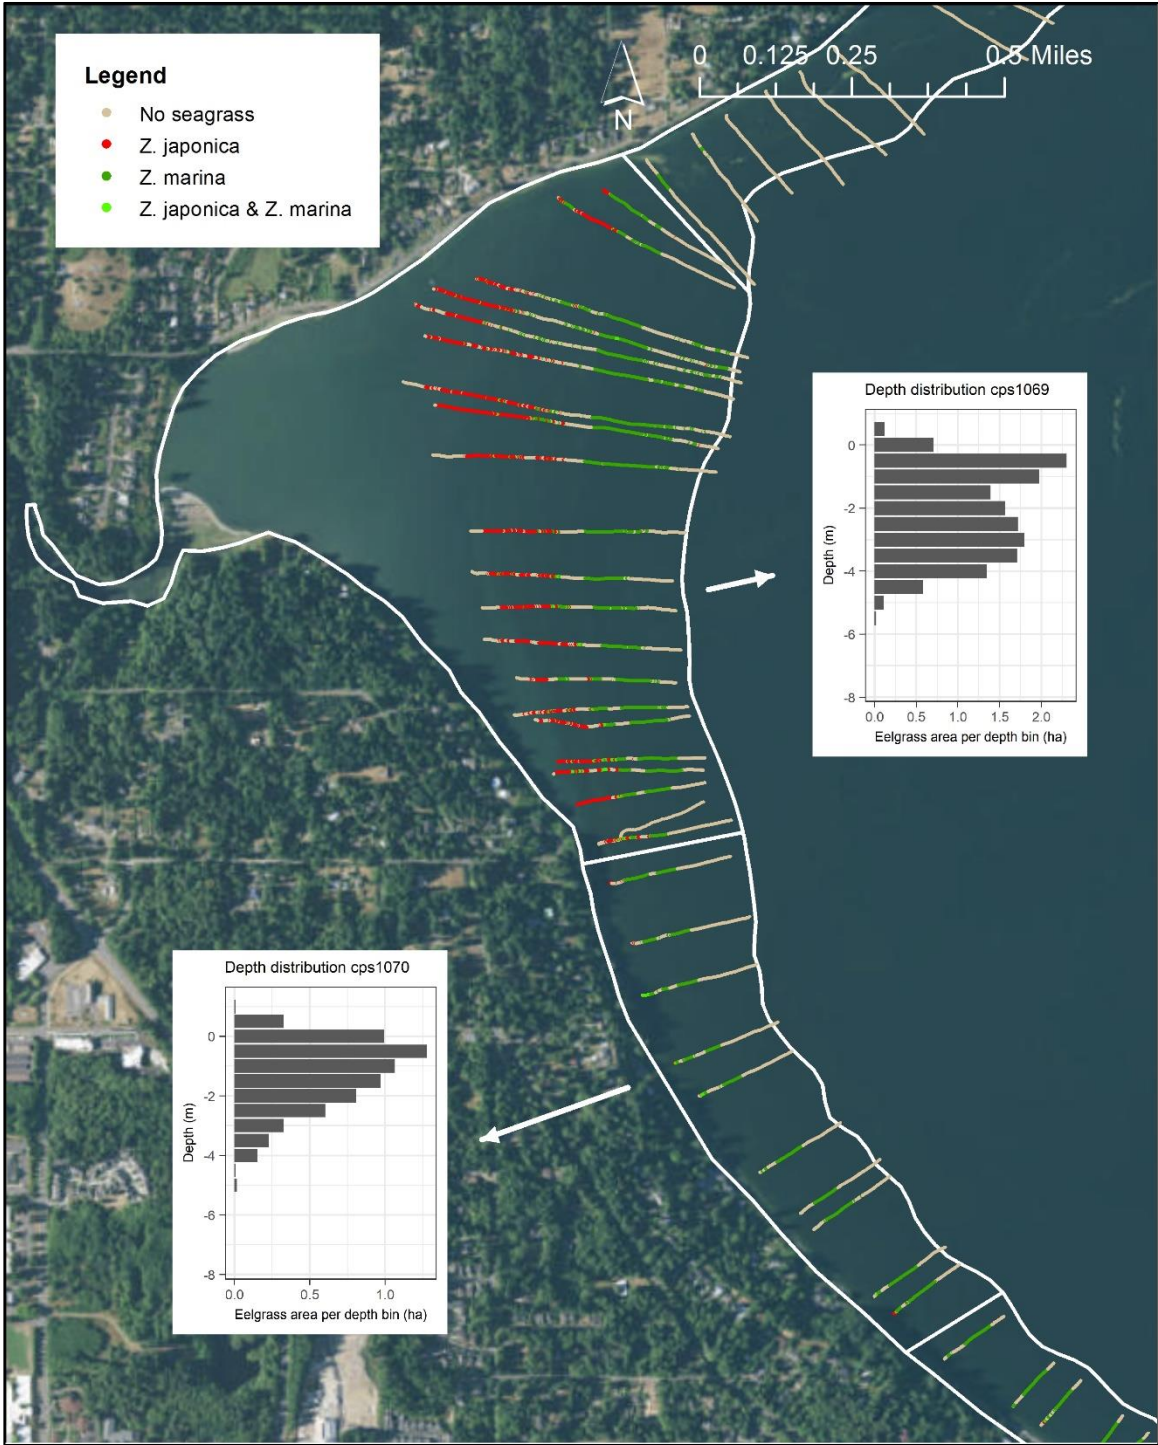 Legend
No seagrass
Z. japonica
Z. marina
Z. japonica & Z. marina
N
0 0.125 0.25 0.5 Miles
Depth distribution cps1069
0
-2
-4
-6
-8
Depth (m)
0.0 0.5 1.0 1.5 2.0
Eelgrass area per depth bin (ha)
Depth distribution cps1070
0
-2
-4
-6
-8
Depth (m)
0.0 0.5 1.0
Eelgrass area per depth bin (ha)